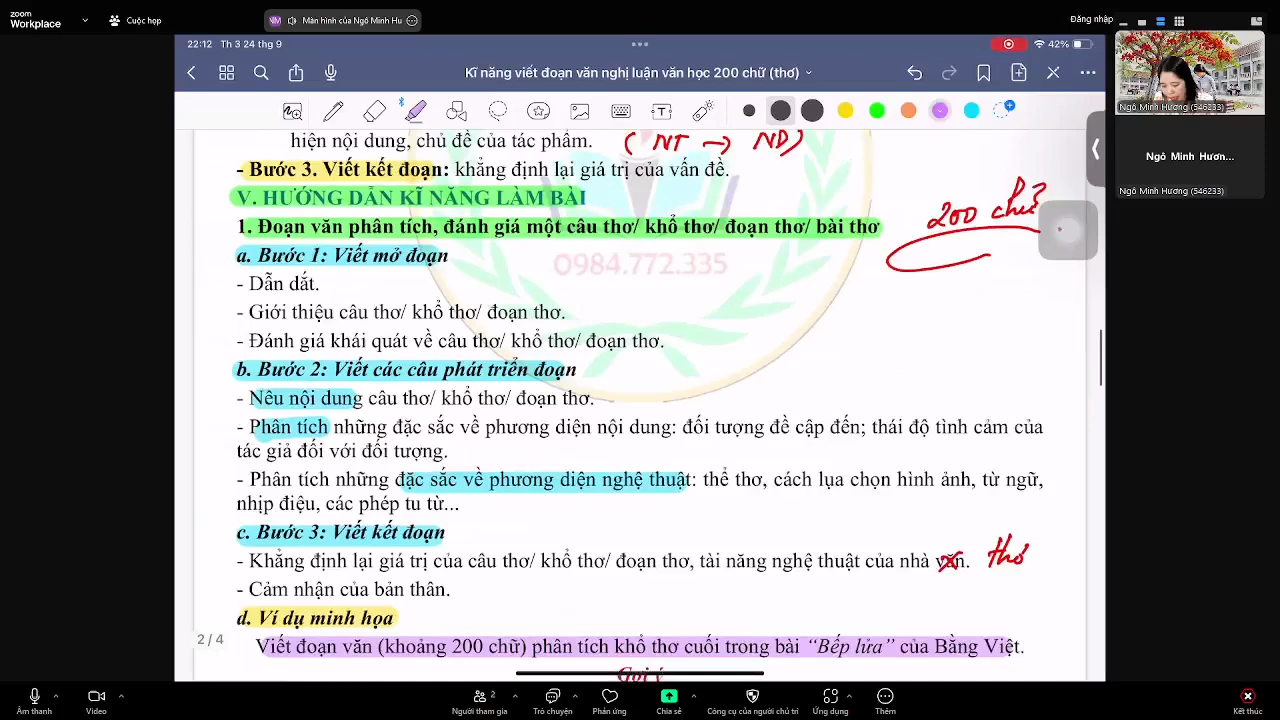 zoom
Workplace
Cuộc họp
VM Màn hình của Ngô Minh Hu
Đăng nhập
22:12 Th 3 24 thg 9
42%
Kĩ năng viết đoạn văn nghị luận văn học 200 chữ (thơ)
hiện nội dung, chủ đề của tác phẩm. ( NT → ND)
- Bước 3. Viết kết đoạn: khẳng định lại giá trị của vấn đề.
V. HƯỚNG DẪN KĨ NĂNG LÀM BÀI
200 chữ
1. Đoạn văn phân tích, đánh giá một câu thơ/ khổ thơ/ đoạn thơ/ bài thơ
a. Bước 1: Viết mở đoạn
0984.772.335
- Dẫn dắt.
- Giới thiệu câu thơ/ khổ thơ/ đoạn thơ.
- Đánh giá khái quát về câu thơ/ khổ thơ/ đoạn thơ.
b. Bước 2: Viết các câu phát triển đoạn
- Nêu nội dung câu thơ/ khổ thơ/ đoạn thơ.
- Phân tích những đặc sắc về phương diện nội dung: đối tượng đề cập đến; thái độ tình cảm của
tác giả đối với đối tượng.
- Phân tích những đặc sắc về phương diện nghệ thuật: thể thơ, cách lụa chọn hình ảnh, từ ngữ,
nhịp điệu, các phép tu từ...
c. Bước 3: Viết kết đoạn
- Khẳng định lại giá trị của câu thơ/ khổ thơ/ đoạn thơ, tài năng nghệ thuật của nhà văn. thơ
- Cảm nhận của bản thân.
d. Ví dụ minh họa
2 / 4
Viết đoạn văn (khoảng 200 chữ) phân tích khổ thơ cuối trong bài “Bếp lửa” của Bằng Việt.
Gợi ý
Ngô Minh Hương (546233)
Ngô Minh Hươn...
Ngô Minh Hương (546233)
Âm thanh
Video
2
Người tham gia
Trò chuyện
Phản ứng
Chia sẻ
Công cụ của người chủ trì
Ứng dụng
Thêm
Kết thúc